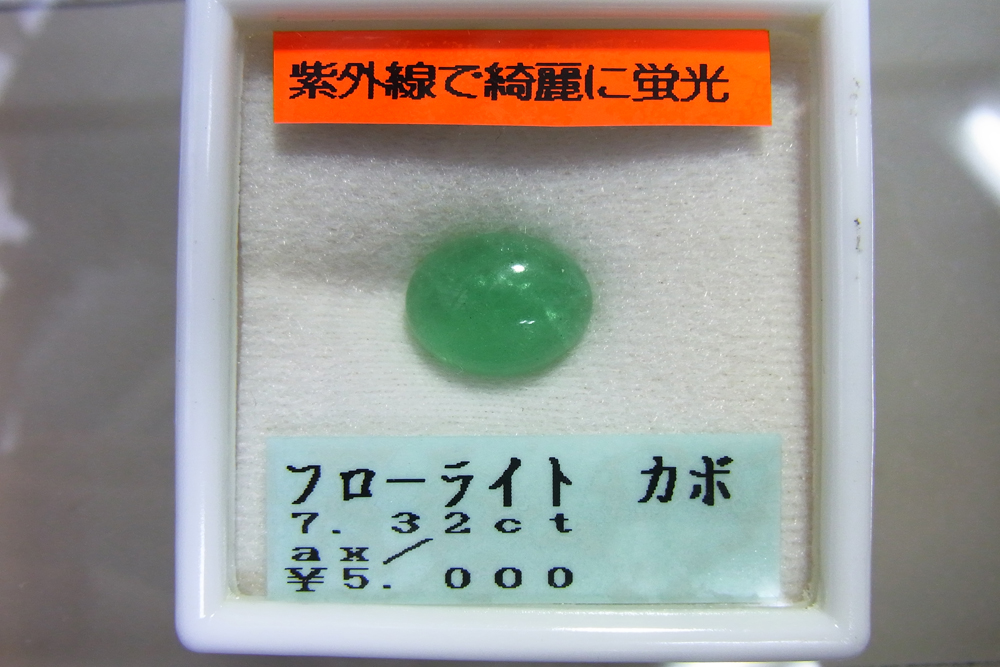 紫外線で綺麗に蛍光
フローライト　カボ
7. 32ct
ax／
¥5. 000